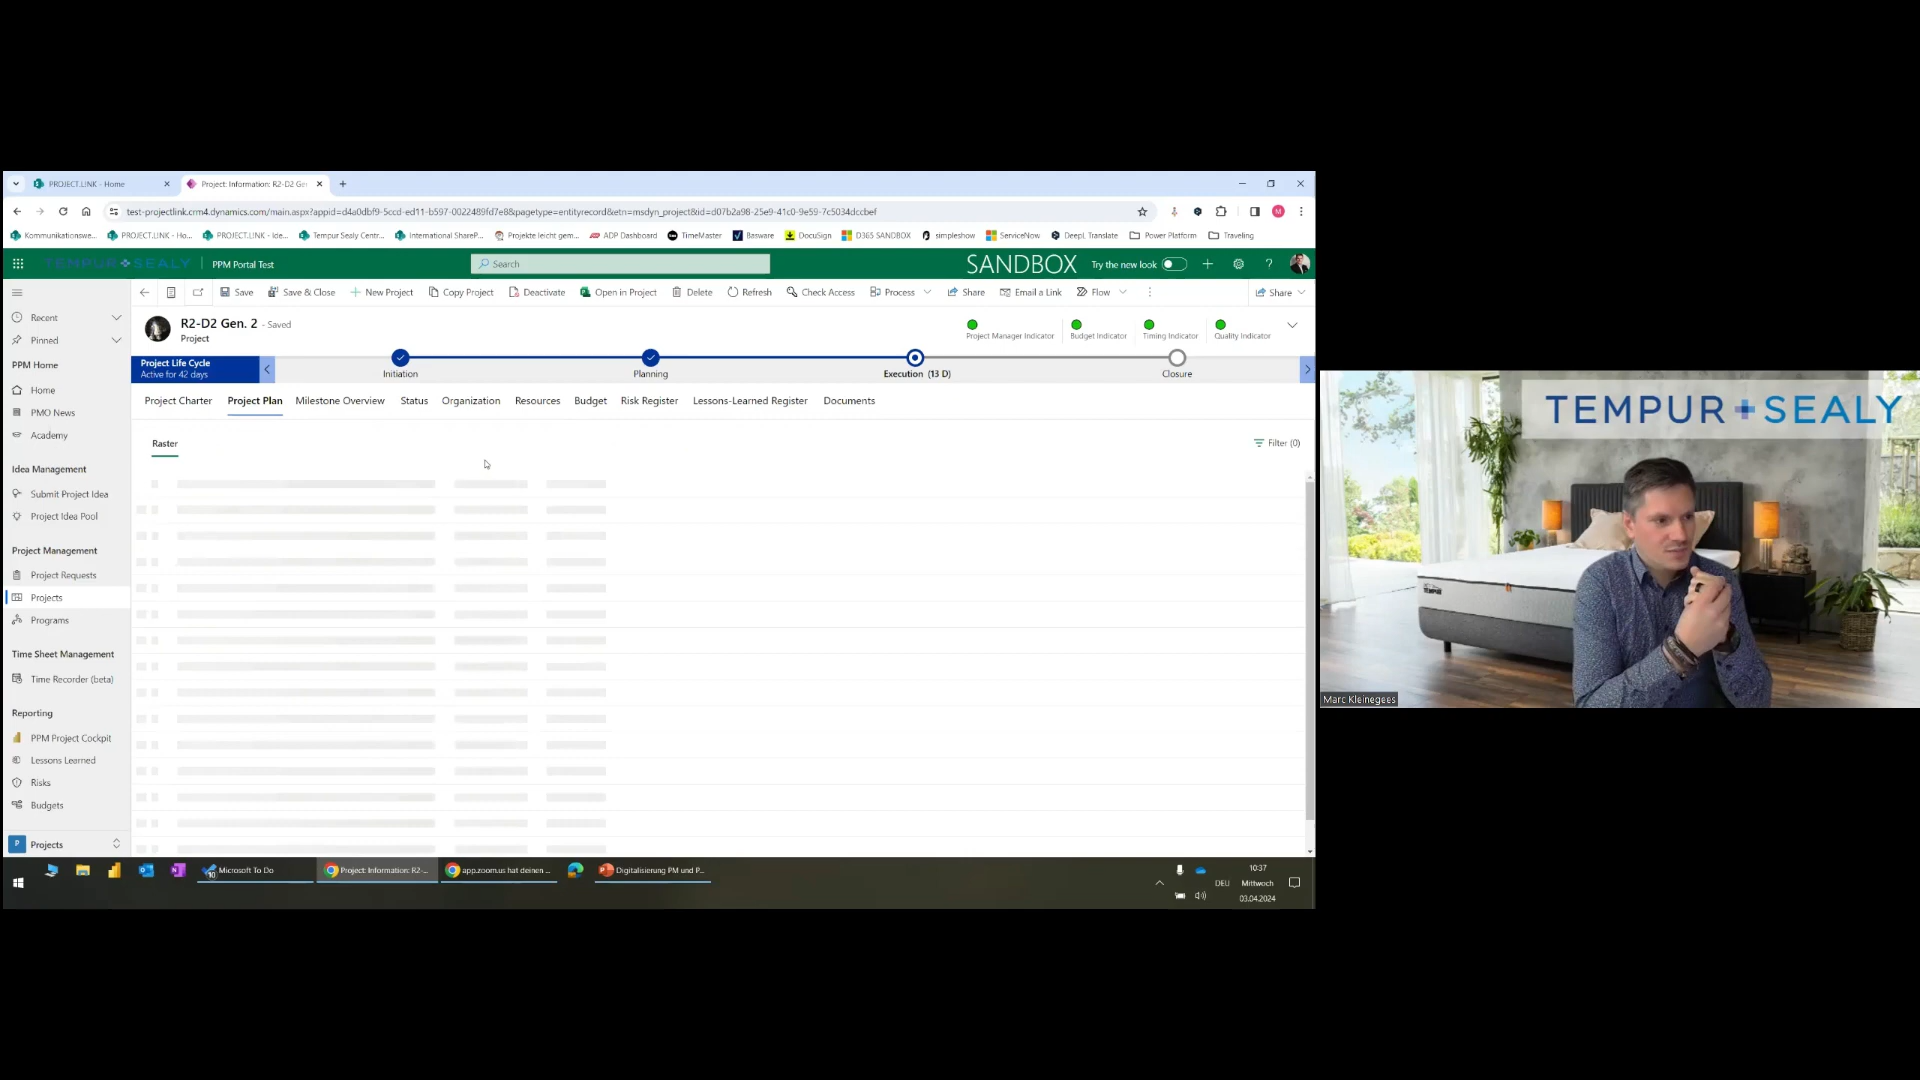 PROJECT.LINK - Home
Project: Information: R2-D2 Ge
test-projectlink.crm4.dynamics.com/main.aspx?appid=d4a0dbf9-5ccd-ed11-b597-0022489fd7e8&pagetype=entityrecord&etn=msdyn_project&id=d07b2a98-25e9-41c0-9e59-7c5034dccbef
M
Kommunikationswe... PROJECT.LINK - Ho... PROJECT.LINK - Ide... Tempur Sealy Centr... International ShareP... Projekte leicht gem... ADP Dashboard TimeMaster Basware DocuSign D365 SANDBOX simpleshow ServiceNow DeepL Translate Power Platform Traveling
TEMPUR + SEALY PPM Portal Test Search SANDBOX Try the new look
Save Save & Close New Project Copy Project Deactivate Open in Project Delete Refresh Check Access Process Share Email a Link Flow Share
R2-D2 Gen. 2 - Saved
Project
Project Manager Indicator Budget Indicator Timing Indicator Quality Indicator
Project Life Cycle
Active for 42 days
Initiation Planning Execution (13 D) Closure
Project Charter Project Plan Milestone Overview Status Organization Resources Budget Risk Register Lessons-Learned Register Documents
Raster Filter (0)
Recent
Pinned
PPM Home
Home
PMO News
Academy
Idea Management
Submit Project Idea
Project Idea Pool
Project Management
Project Requests
Projects
Programs
Time Sheet Management
Time Recorder (beta)
Reporting
PPM Project Cockpit
Lessons Learned
Risks
Budgets
P Projects
Microsoft To Do Project: Information: R2-... app.zoom.us hat deinen ... Digitalisierung PM und P...
DEU
10:37
Mittwoch
03.04.2024
TEMPUR + SEALY
TEMPUR
Marc Kleinegees